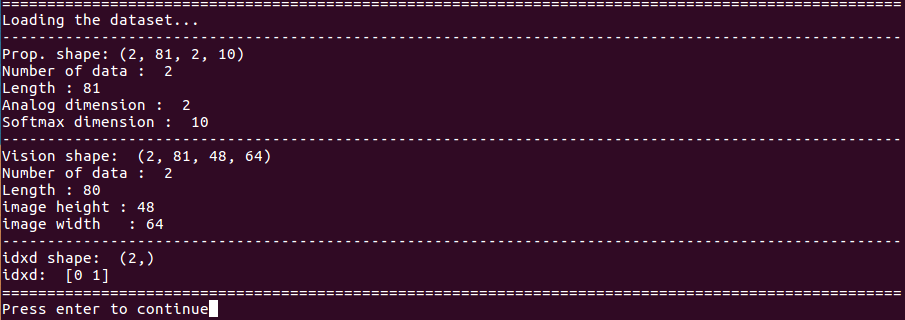 ====================================================================================================
Loading the dataset...
----------------------------------------------------------------------------------------------------
Prop. shape: (2, 81, 2, 10)
Number of data :  2
Length : 81
Analog dimension :  2
Softmax dimension :  10
----------------------------------------------------------------------------------------------------
Vision shape:  (2, 81, 48, 64)
Number of data :  2
Length : 80
image height : 48
image width   : 64
----------------------------------------------------------------------------------------------------
idxd shape:  (2,)
idxd:  [0 1]
====================================================================================================
Press enter to continue